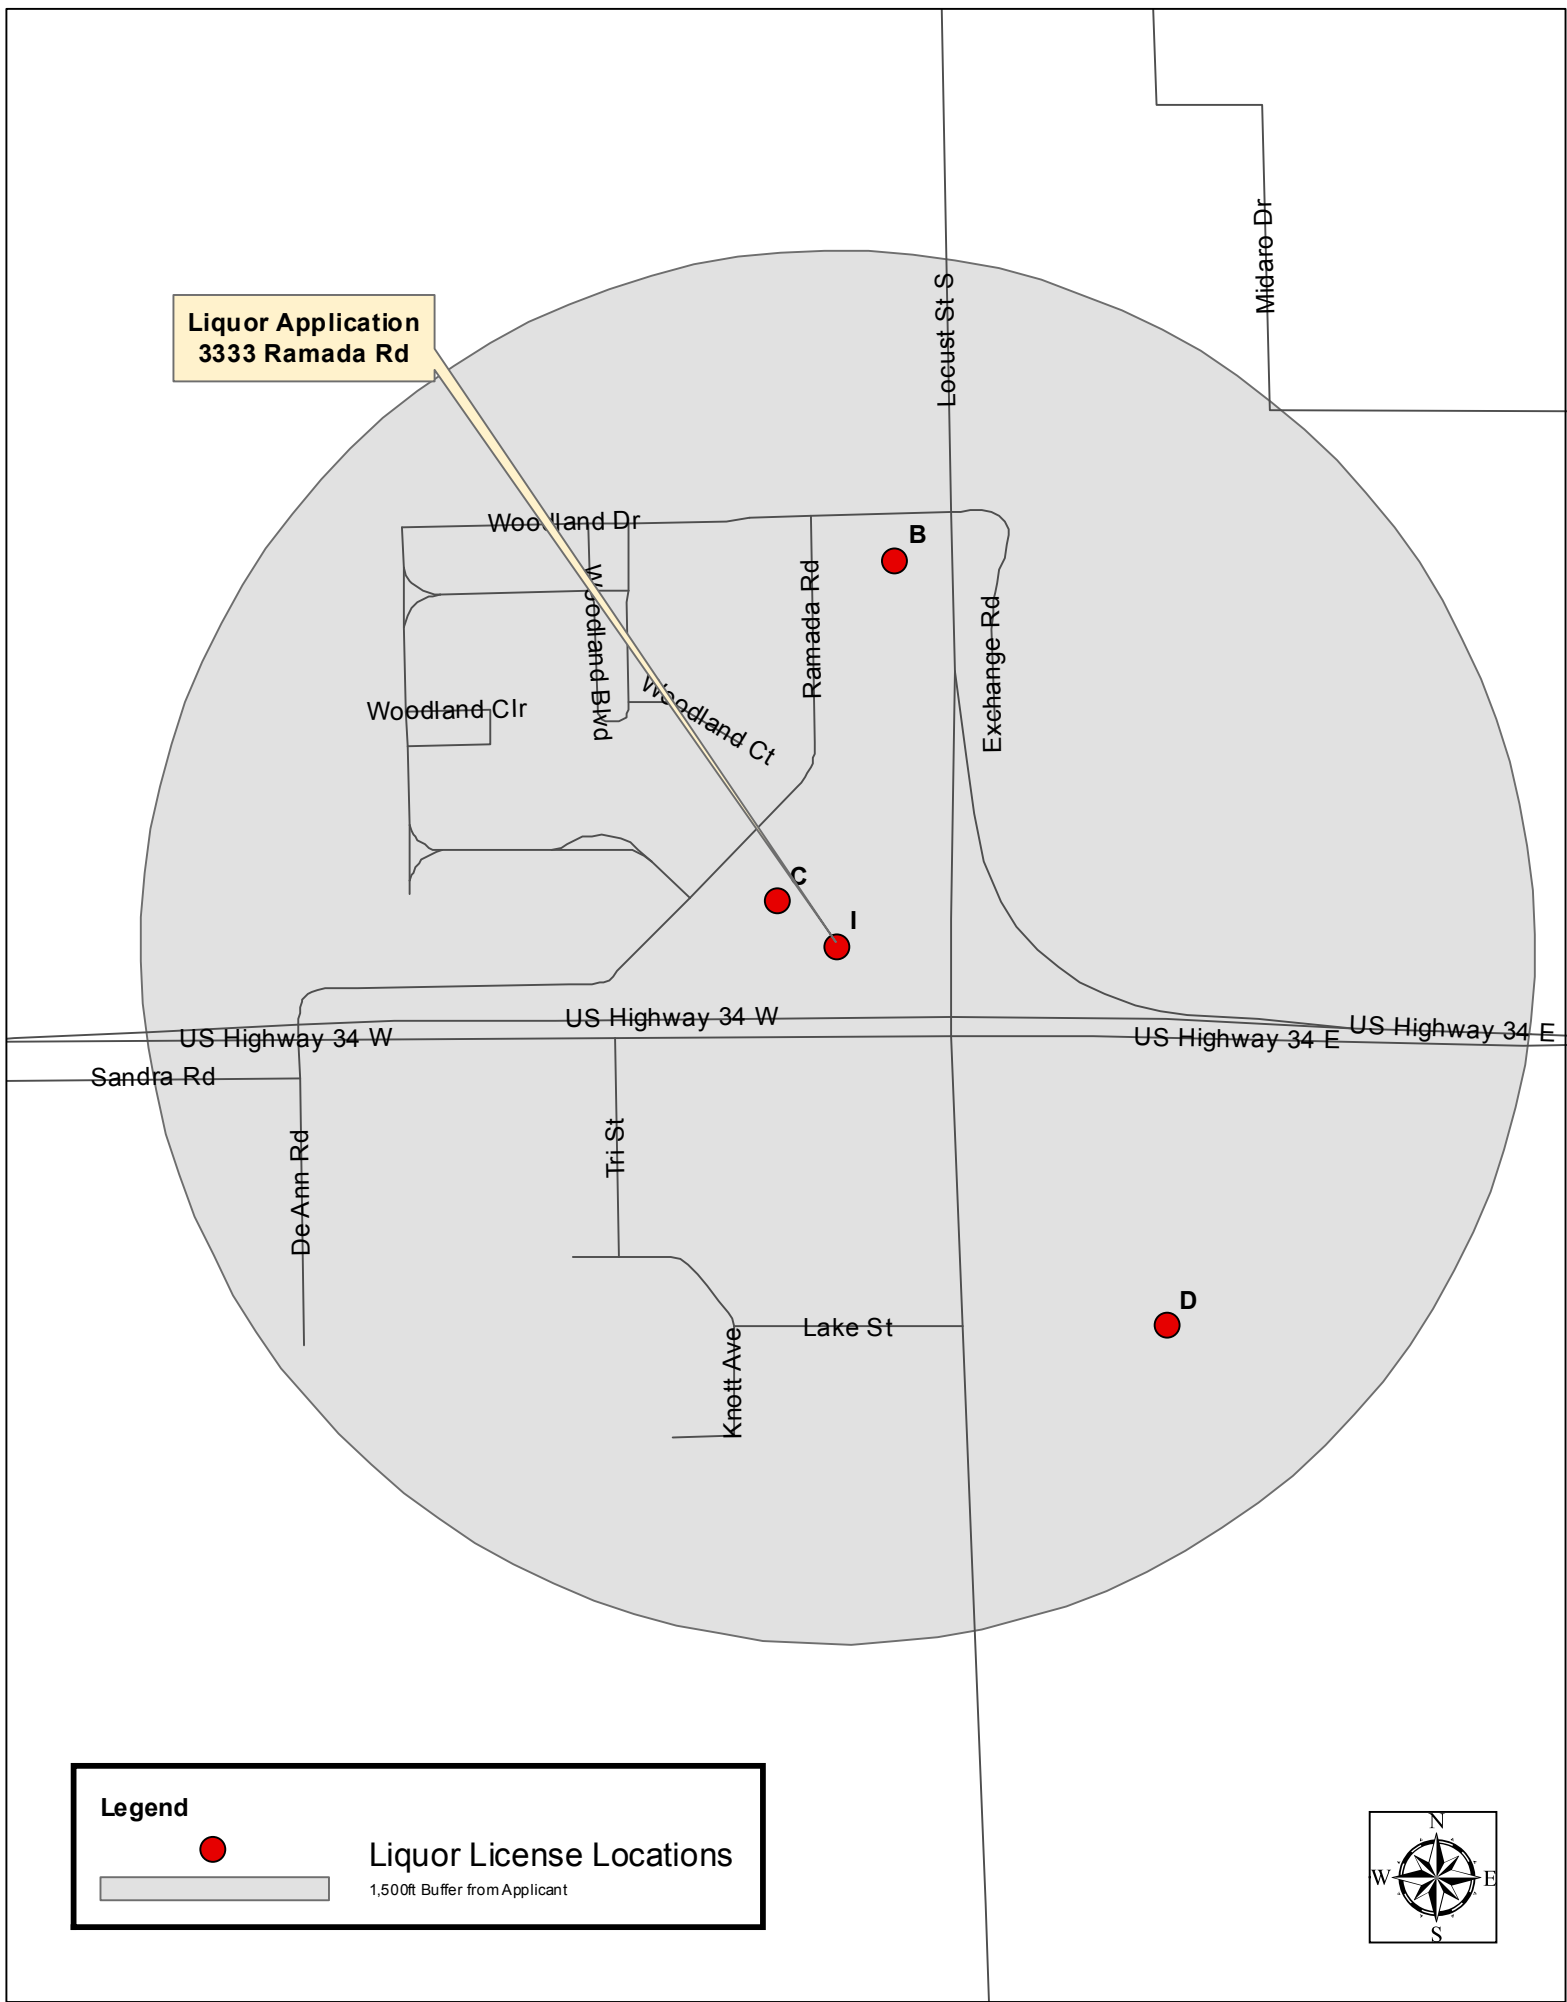 Midaro Dr
Locust St S
Liquor Application
3333 Ramada Rd
Woodland Dr
B
Woodland Blvd
Ramada Rd
Exchange Rd
Woodland CIr
Woodland Ct
C
I
US Highway 34 W
US Highway 34 W
US Highway 34 E
US Highway 34 E
Sandra Rd
De Ann Rd
Tri St
D
Lake St
Knott Ave
Legend
Liquor License Locations
1,500ft Buffer from Applicant
N
W
E
S